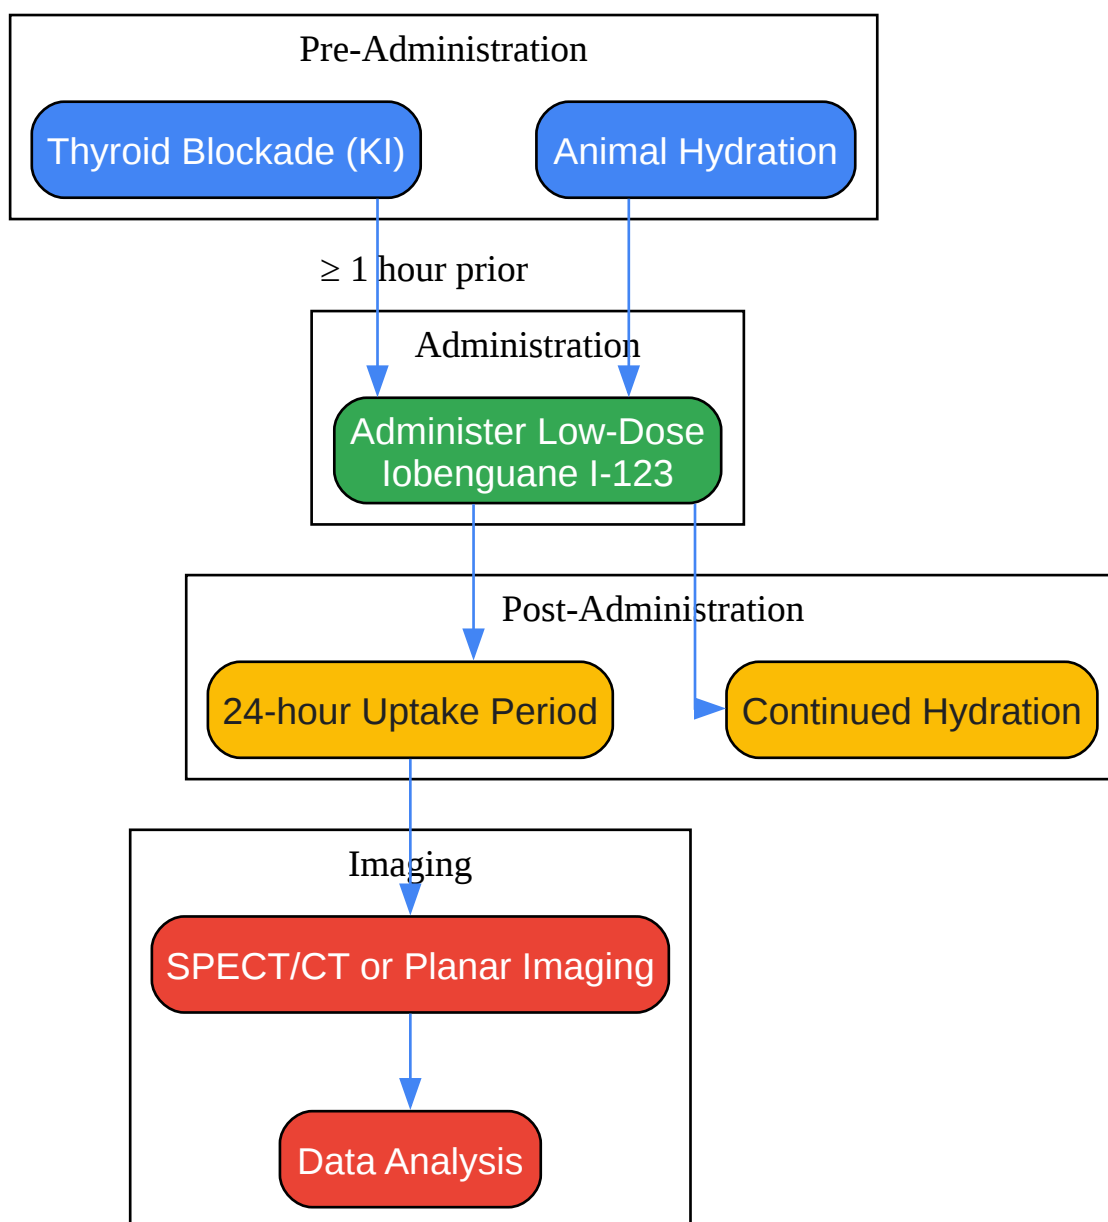 Pre-Administration
Thyroid Blockade (KI)
Animal Hydration
≥ 1 hour prior
Administration
Administer Low-Dose
Iobenguane I-123
Post-Administration
24-hour Uptake Period
Continued Hydration
Imaging
SPECT/CT or Planar Imaging
Data Analysis